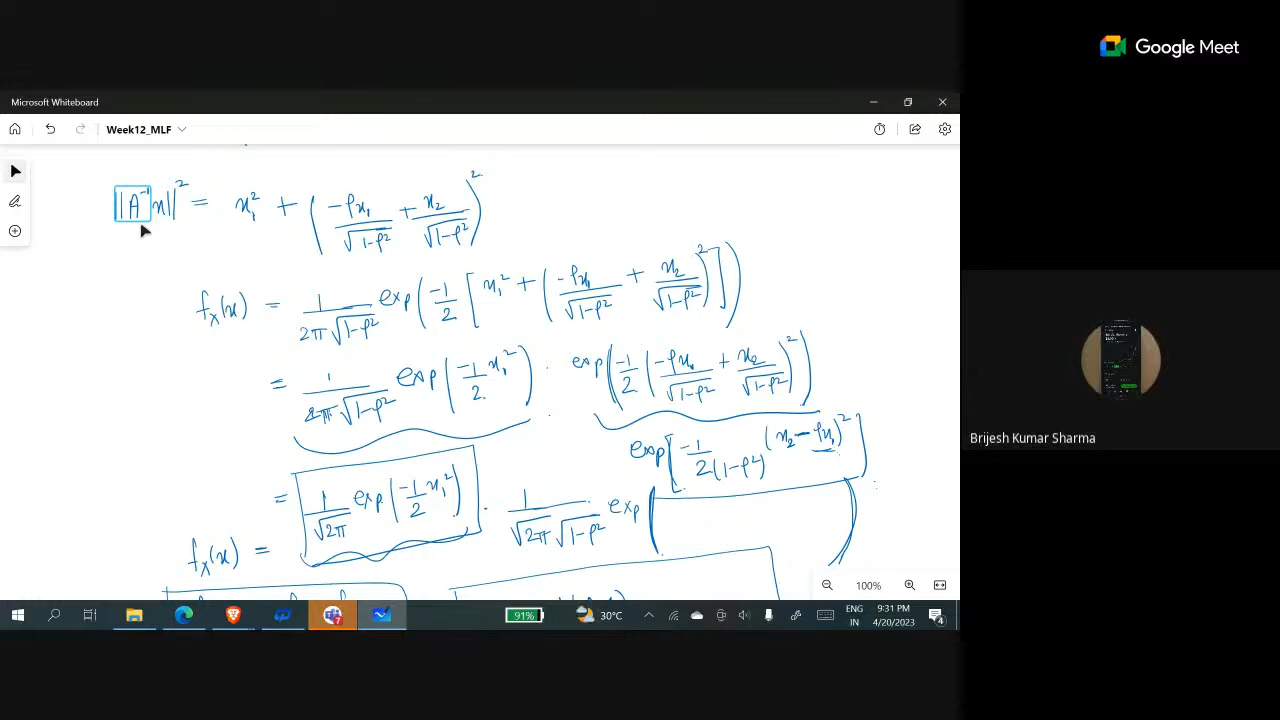 Google Meet
Microsoft Whiteboard
Week12_MLF
||A⁻¹x||² = x₁² + (-ρx₁/√(1-ρ²) + x₂/√(1-ρ²))²
f_X(x) = 1/(2π√(1-ρ²)) exp(-1/2 [x₁² + (-ρx₁/√(1-ρ²) + x₂/√(1-ρ²))²])
= 1/(2π√(1-ρ²)) exp(-1/2 x₁²) · exp(-1/2 (-ρx₁/√(1-ρ²) + x₂/√(1-ρ²))²)
exp[-1/2(1-ρ²) (x₂ - ρx₁)²]
= 1/√2π exp(-1/2 x₁²) · 1/(√2π √(1-ρ²)) exp( )
f_X(x) =
100%
Brijesh Kumar Sharma
91%
30°C
ENG
IN
9:31 PM
4/20/2023
4
7